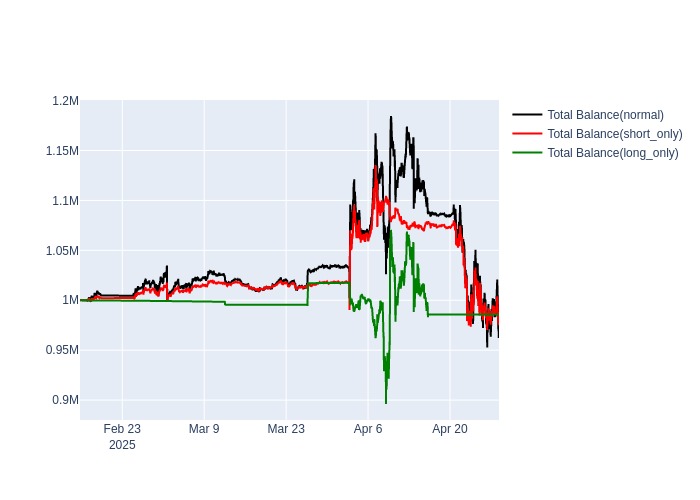 1.2M
1.15M
1.1M
1.05M
1M
0.95M
0.9M
Feb 23
2025
Mar 9
Mar 23
Apr 6
Apr 20
Total Balance(normal)
Total Balance(short_only)
Total Balance(long_only)